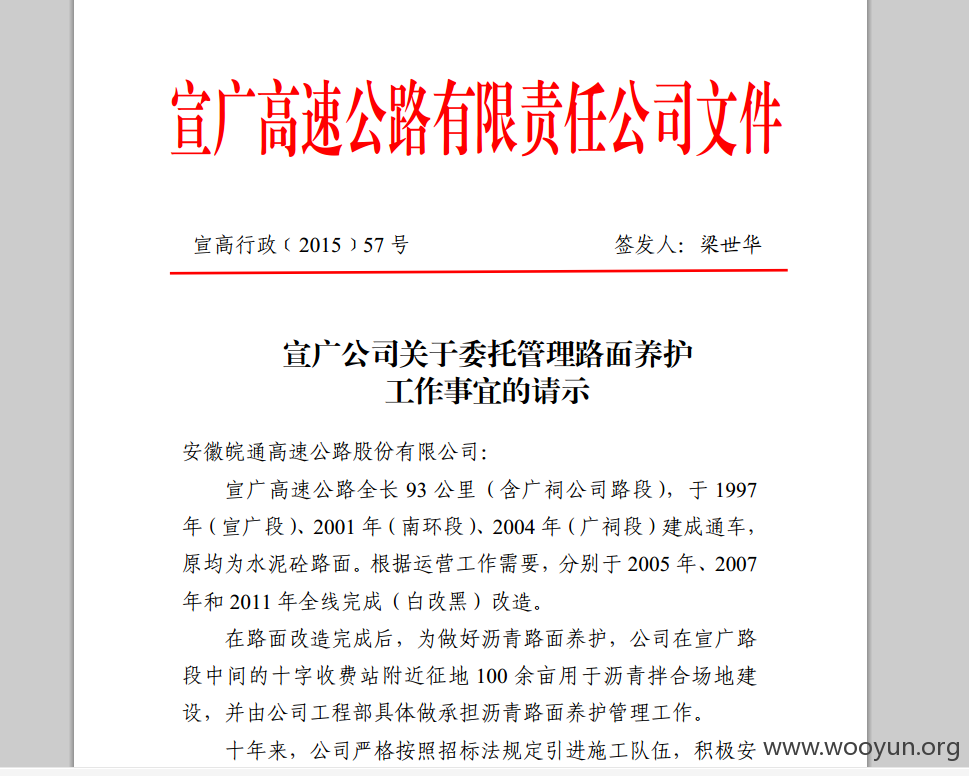 宣广高速公路有限责任公司文件
宣高行政﹝2015﹞57 号 签发人：梁世华
宣广公司关于委托管理路面养护
工作事宜的请示
安徽皖通高速公路股份有限公司：
宣广高速公路全长 93 公里（含广祠公司路段），于 1997
年（宣广段）、2001 年（南环段）、2004 年（广祠段）建成通车，
原均为水泥砼路面。根据运营工作需要，分别于 2005 年、2007
年和 2011 年全线完成（白改黑）改造。
在路面改造完成后，为做好沥青路面养护，公司在宣广路
段中间的十字收费站附近征地 100 余亩用于沥青拌合场地建
设，并由公司工程部具体做承担沥青路面养护管理工作。
十年来，公司严格按照招标法规定引进施工队伍，积极安
www.wooyun.org